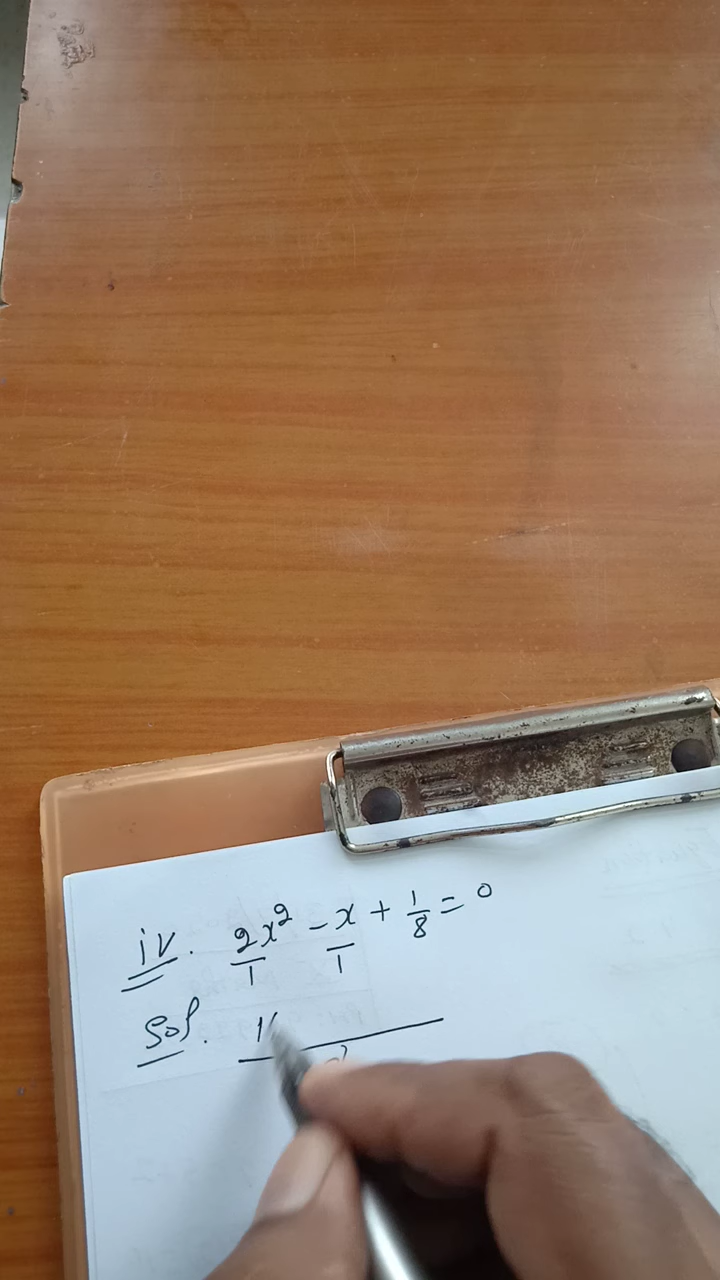 iv. 2x²/1 - x/1 + 1/8 = 0
Sol.